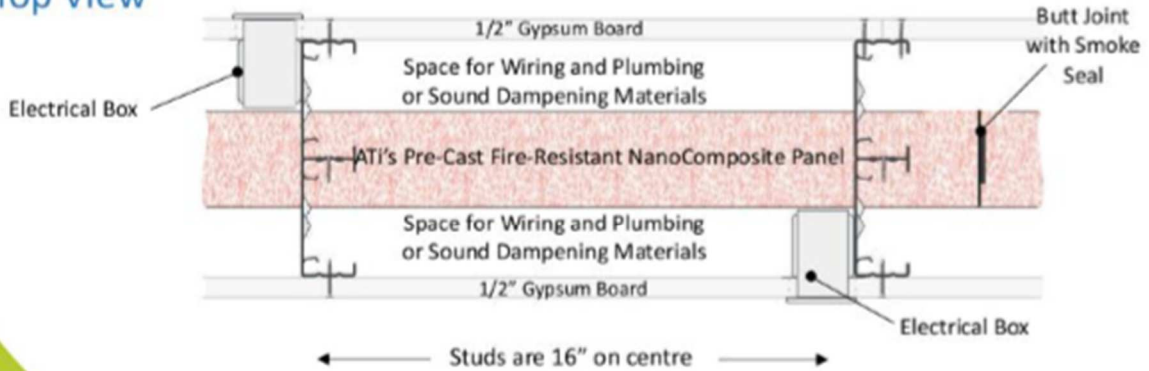 Top View
Butt Joint
with Smoke
Seal
1/2" Gypsum Board
Space for Wiring and Plumbing
or Sound Dampening Materials
Electrical Box
ATi's Pre-Cast Fire-Resistant NanoComposite Panel
Space for Wiring and Plumbing
or Sound Dampening Materials
1/2" Gypsum Board
Electrical Box
Studs are 16" on centre